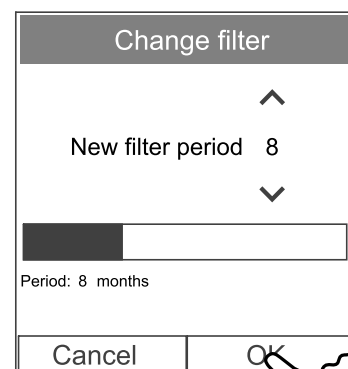 Change filter
New filter period 8
Period: 8 months
Cancel OK